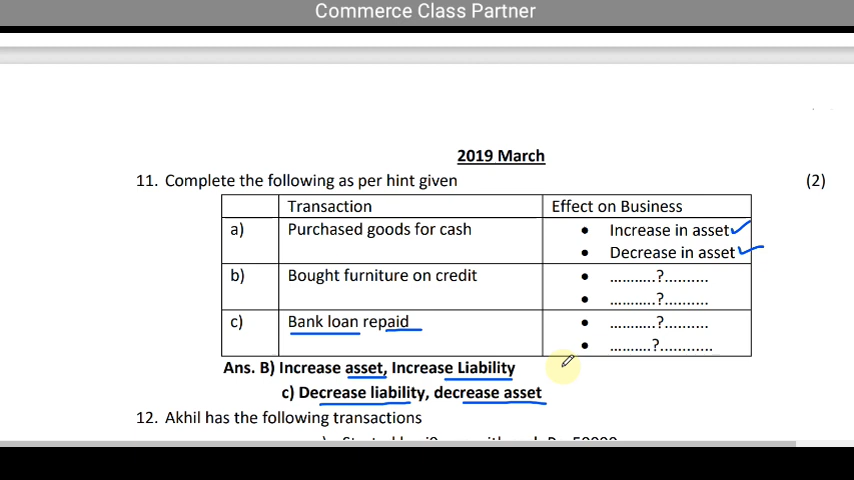 Commerce Class Partner
2019 March
11. Complete the following as per hint given (2)
Transaction Effect on Business
a) Purchased goods for cash • Increase in asset
• Decrease in asset
b) Bought furniture on credit • ...........?..........
• ...........?..........
c) Bank loan repaid • ...........?..........
• ..........?............
Ans. B) Increase asset, Increase Liability
c) Decrease liability, decrease asset
12. Akhil has the following transactions